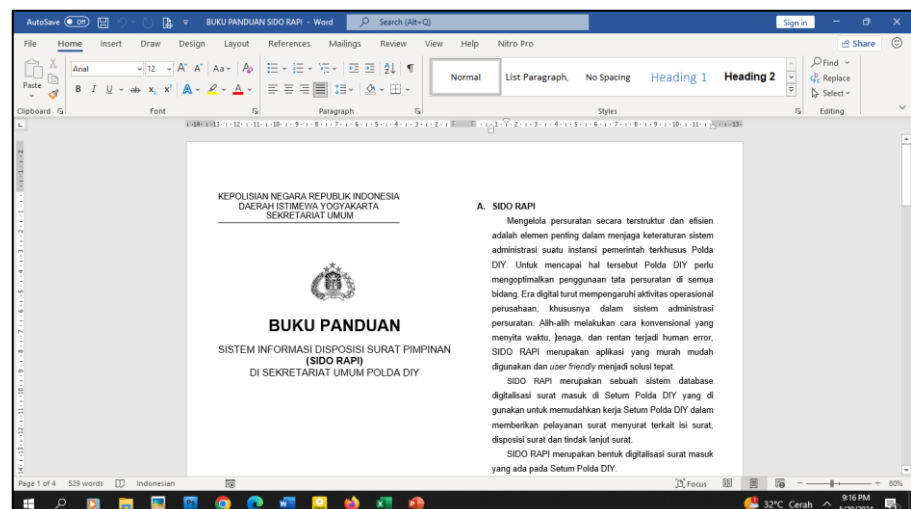 AutoSave Off BUKU PANDUAN SIDO RAPI - Word Search (Alt+Q) Sign in
File Home Insert Draw Design Layout References Mailings Review View Help Nitro Pro Share
Paste Arial 12 Normal List Paragraph, No Spacing Heading 1 Heading 2 Find
Replace
Select
Clipboard Font Paragraph Styles Editing
KEPOLISIAN NEGARA REPUBLIK INDONESIA
DAERAH ISTIMEWA YOGYAKARTA
SEKRETARIAT UMUM
BUKU PANDUAN
SISTEM INFORMASI DISPOSISI SURAT PIMPINAN
(SIDO RAPI)
DI SEKRETARIAT UMUM POLDA DIY
A. SIDO RAPI
Mengelola persuratan secara terstruktur dan efisien
adalah elemen penting dalam menjaga keteraturan sistem
administrasi suatu instansi pemerintah terkhusus Polda
DIY. Untuk mencapai hal tersebut Polda DIY perlu
mengoptimalkan penggunaan tata persuratan di semua
bidang. Era digital turut mempengaruhi aktivitas operasional
perusahaan, khususnya dalam sistem administrasi
persuratan. Alih-alih melakukan cara konvensional yang
menyita waktu, tenaga, dan rentan terjadi human error,
SIDO RAPI merupakan aplikasi yang murah mudah
digunakan dan user friendly menjadi solusi tepat.
SIDO RAPI merupakan sebuah sistem database
digitalisasi surat masuk di Setum Polda DIY yang di
gunakan untuk memudahkan kerja Setum Polda DIY dalam
memberikan pelayanan surat menyurat terkait isi surat,
disposisi surat dan tindak lanjut surat.
SIDO RAPI merupakan bentuk digitalisasi surat masuk
yang ada pada Setum Polda DIY.
Page 1 of 4 529 words Indonesian Focus 80%
32°C Cerah 9:16 PM